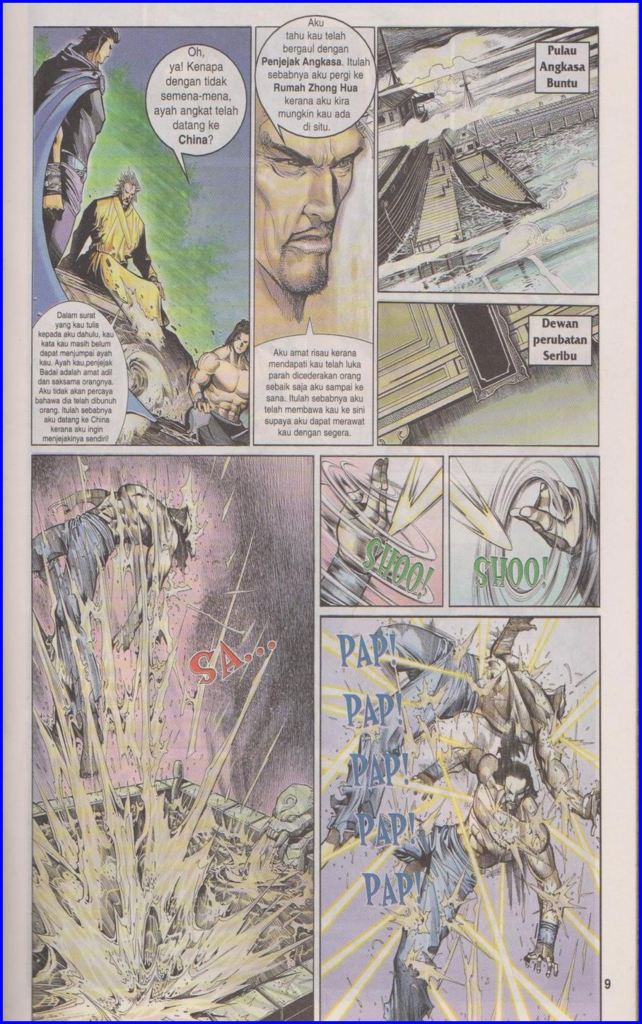 Oh,
ya! Kenapa
dengan tidak
semena-mena,
ayah angkat telah
datang ke
China?
Dalam surat
yang kau tulis
kepada aku dahulu, kau
kata kau masih belum
dapat menjumpai ayah
kau. Ayah kau,penjejak
Badai adalah amat adil
dan saksama orangnya.
Aku tidak akan percaya
bahawa dia telah dibunuh
orang. Itulah sebabnya
aku datang ke China
kerana aku ingin
menjejakinya sendiri!
Aku
tahu kau telah
bergaul dengan
Penjejak Angkasa. Itulah
sebabnya aku pergi ke
Rumah Zhong Hua
kerana aku kira
mungkin kau ada
di situ.
Aku amat risau kerana
mendapati kau telah luka
parah dicederakan orang
sebaik saja aku sampai ke
sana. Itulah sebabnya aku
telah membawa kau ke sini
supaya aku dapat merawat
kau dengan segera.
Pulau
Angkasa
Buntu
Dewan
perubatan
Seribu
SA...
SHOO!
SHOO!
PAP!
PAP!
PAP!
PAP!
PAP!
9